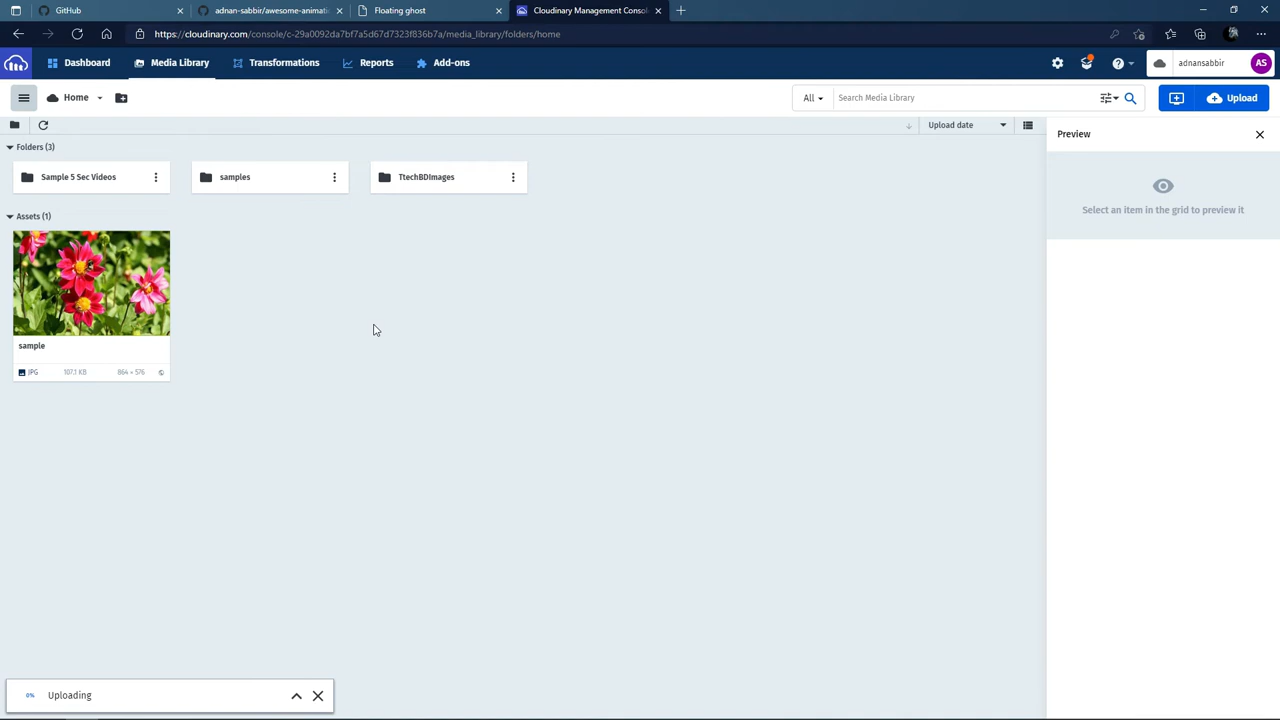 GitHub
adnan-sabbir/awesome-animati
Floating ghost
Cloudinary Management Consol
https://cloudinary.com/console/c-29a0092da7bf7a5d67d7323f836b7a/media_library/folders/home
Dashboard
Media Library
Transformations
Reports
Add-ons
adnansabbir
AS
Home
All
Search Media Library
Upload
Upload date
Preview
Folders (3)
Sample 5 Sec Videos
samples
TtechBDImages
Select an item in the grid to preview it
Assets (1)
sample
JPG
107.1 KB
864 × 576
0%
Uploading